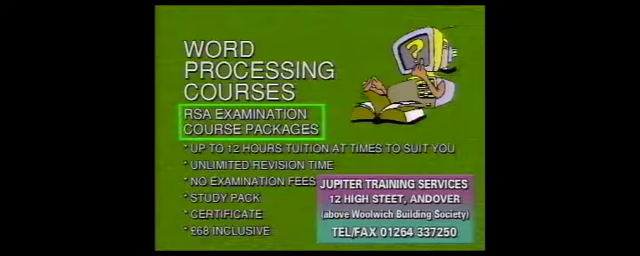 WORD
PROCESSING
COURSES
RSA EXAMINATION
COURSE PACKAGES
* UP TO 12 HOURS TUITION AT TIMES TO SUIT YOU
* UNLIMITED REVISION TIME
* NO EXAMINATION FEES
* STUDY PACK
* CERTIFICATE
* £68 INCLUSIVE
JUPITER TRAINING SERVICES
12 HIGH STEET, ANDOVER
(above Woolwich Building Society)
TEL/FAX 01264 337250
?